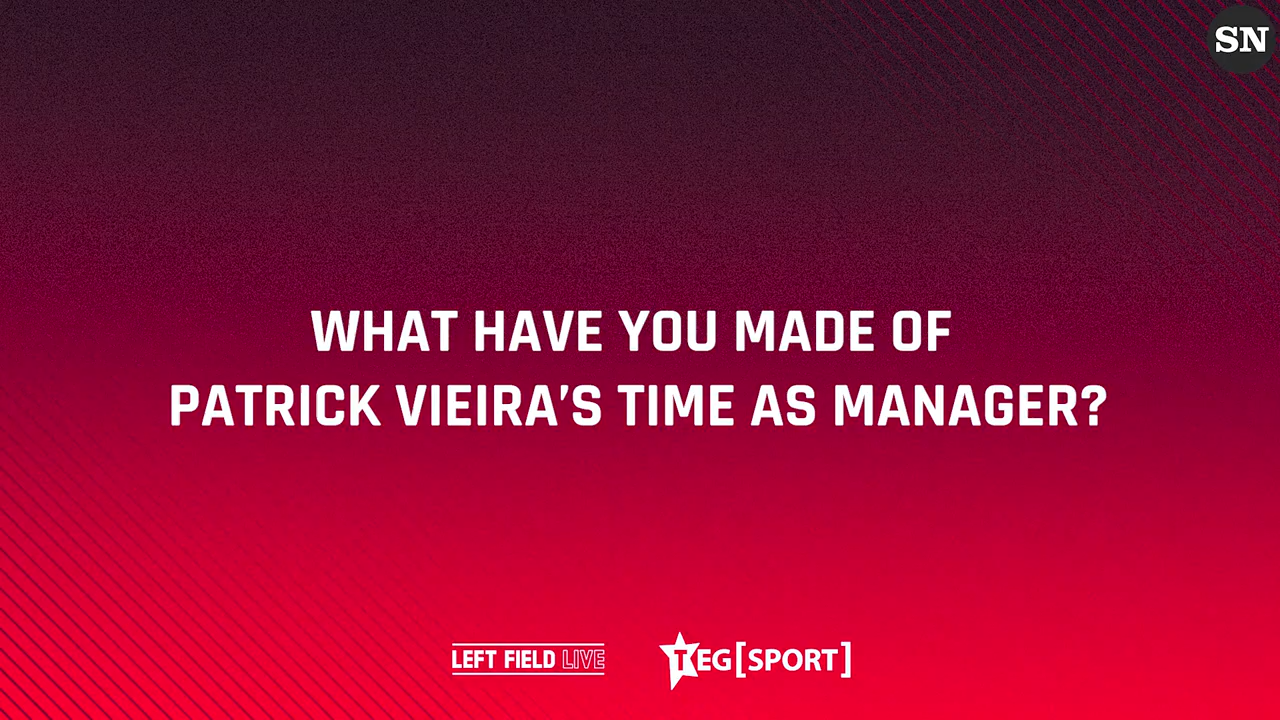 SN
WHAT HAVE YOU MADE OF
PATRICK VIEIRA'S TIME AS MANAGER?
LEFT FIELD LIVE
TEG[SPORT]